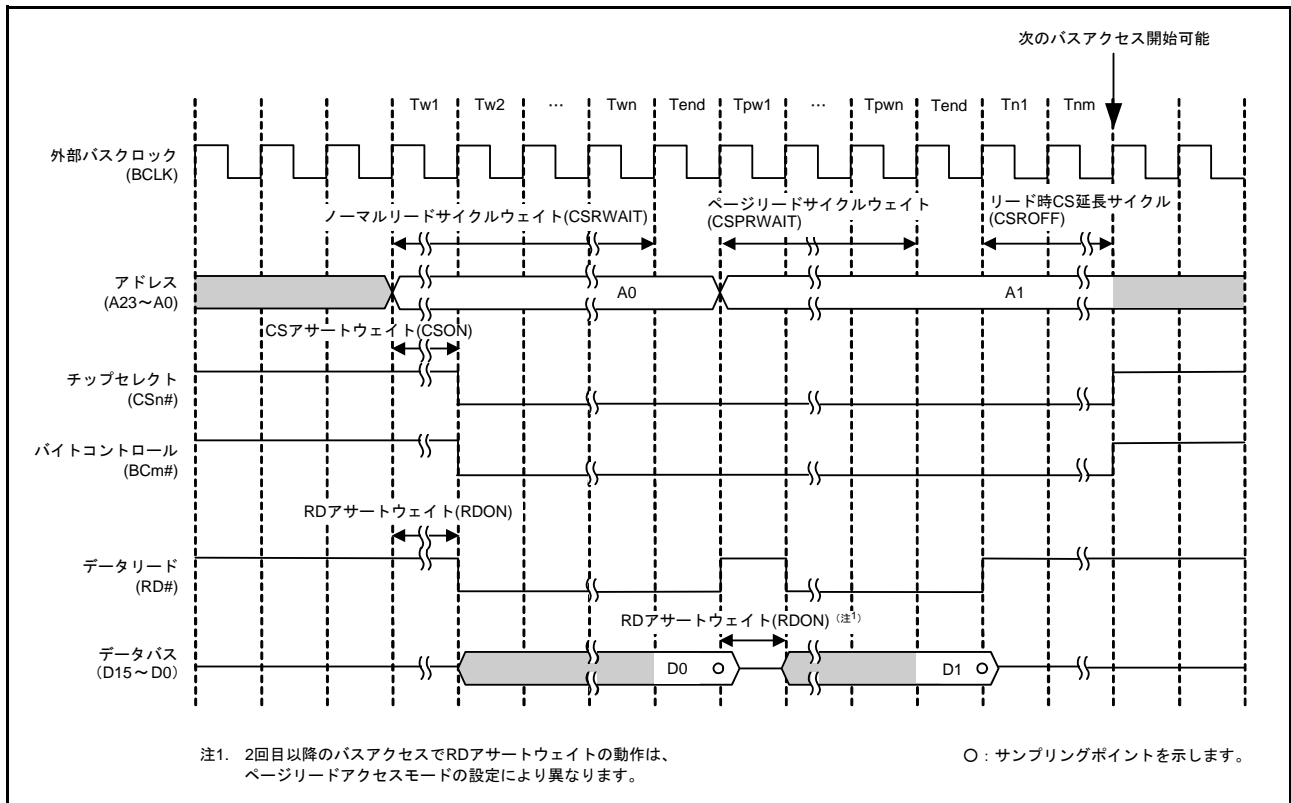 次のバスアクセス開始可能
Tw1 Tw2 … Twn Tend Tpw1 … Tpwn Tend Tn1 Tnm
外部バスクロック
(BCLK)
ノーマルリードサイクルウェイト(CSRWAIT)
ページリードサイクルウェイト
(CSPRWAIT)
リード時CS延長サイクル
(CSROFF)
アドレス
(A23~A0)
A0 A1
CSアサートウェイト(CSON)
チップセレクト
(CSn#)
バイトコントロール
(BCm#)
RDアサートウェイト(RDON)
データリード
(RD#)
RDアサートウェイト(RDON)(注1)
データバス
(D15~D0)
D0 D1
注1. 2回目以降のバスアクセスでRDアサートウェイトの動作は、
ページリードアクセスモードの設定により異なります。
○:サンプリングポイントを示します。